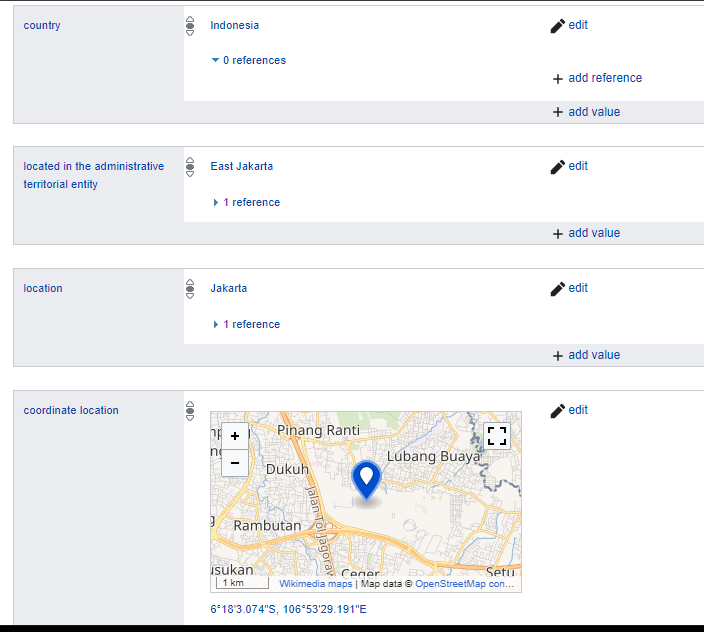 country
Indonesia
edit
0 references
+ add reference
+ add value
located in the administrative
territorial entity
East Jakarta
edit
1 reference
+ add value
location
Jakarta
edit
1 reference
+ add value
coordinate location
edit
+
−
Pinang Ranti
Lubang Buaya
Dukuh
Jalan Tol Jagorav
Rambutan
usukan
Ceger
Setu
1 km
Wikimedia maps | Map data © OpenStreetMap con...
6°18'3.074"S, 106°53'29.191"E